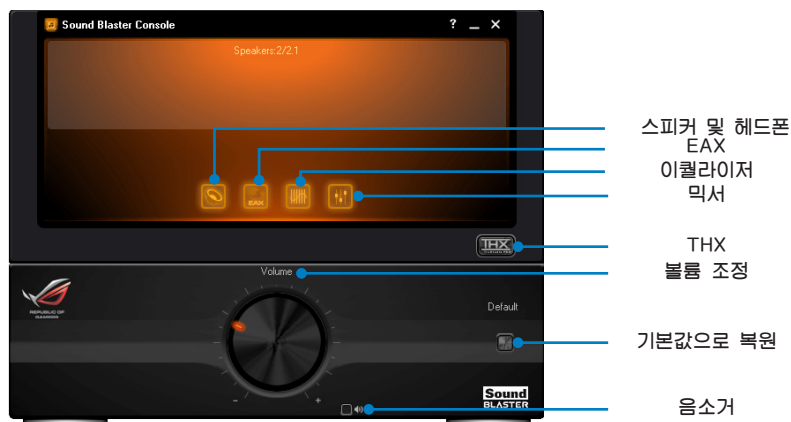 Sound Blaster Console
? _ ×
Speakers:2/2.1
스피커 및 헤드폰
EAX
이퀄라이저
믹서
EAX
THX
THX
Volume
볼륨 조정
REPUBLIC OF
GAMERS
Default
기본값으로 복원
- +
Sound
BLASTER
음소거